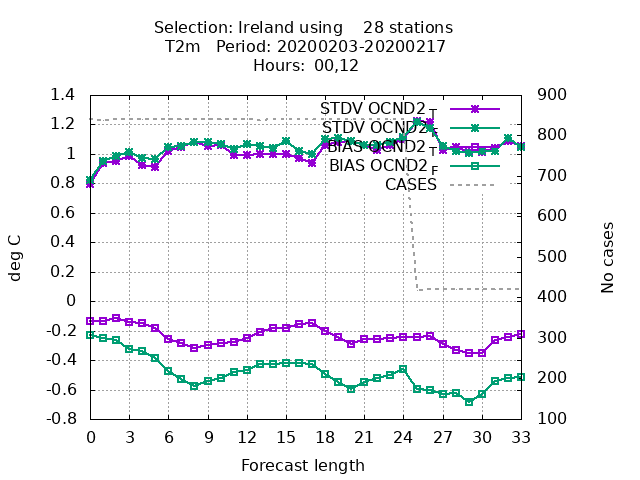 Selection: Ireland using    28 stations
T2m   Period: 20200203-20200217
Hours:  00,12
1.4
1.2
1
0.8
0.6
0.4
0.2
0
-0.2
-0.4
-0.6
-0.8
deg C
STDV OCND2 T
STDV OCND2 F
BIAS OCND2 T
BIAS OCND2 F
CASES
900
800
700
600
500
400
300
200
100
No cases
0 3 6 9 12 15 18 21 24 27 30 33
Forecast length